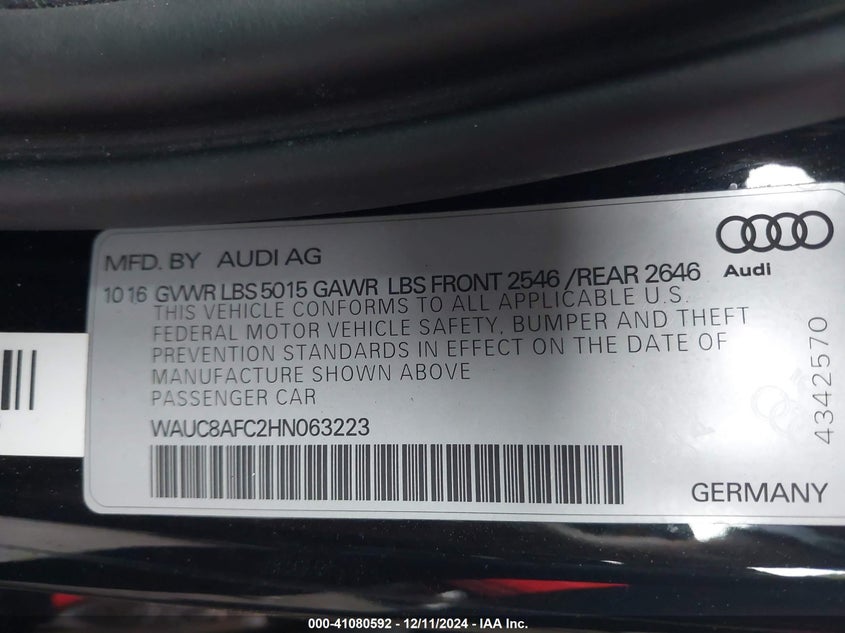 MFD. BY AUDI AG
Audi
10 16 GVWR LBS 5015 GAWR LBS FRONT 2546 /REAR 2646
THIS VEHICLE CONFORMS TO ALL APPLICABLE U.S.
FEDERAL MOTOR VEHICLE SAFETY, BUMPER AND THEFT
PREVENTION STANDARDS IN EFFECT ON THE DATE OF
MANUFACTURE SHOWN ABOVE
PASSENGER CAR
WAUC8AFC2HN063223
4342570
GERMANY
000-41080592 - 12/11/2024 - IAA Inc.